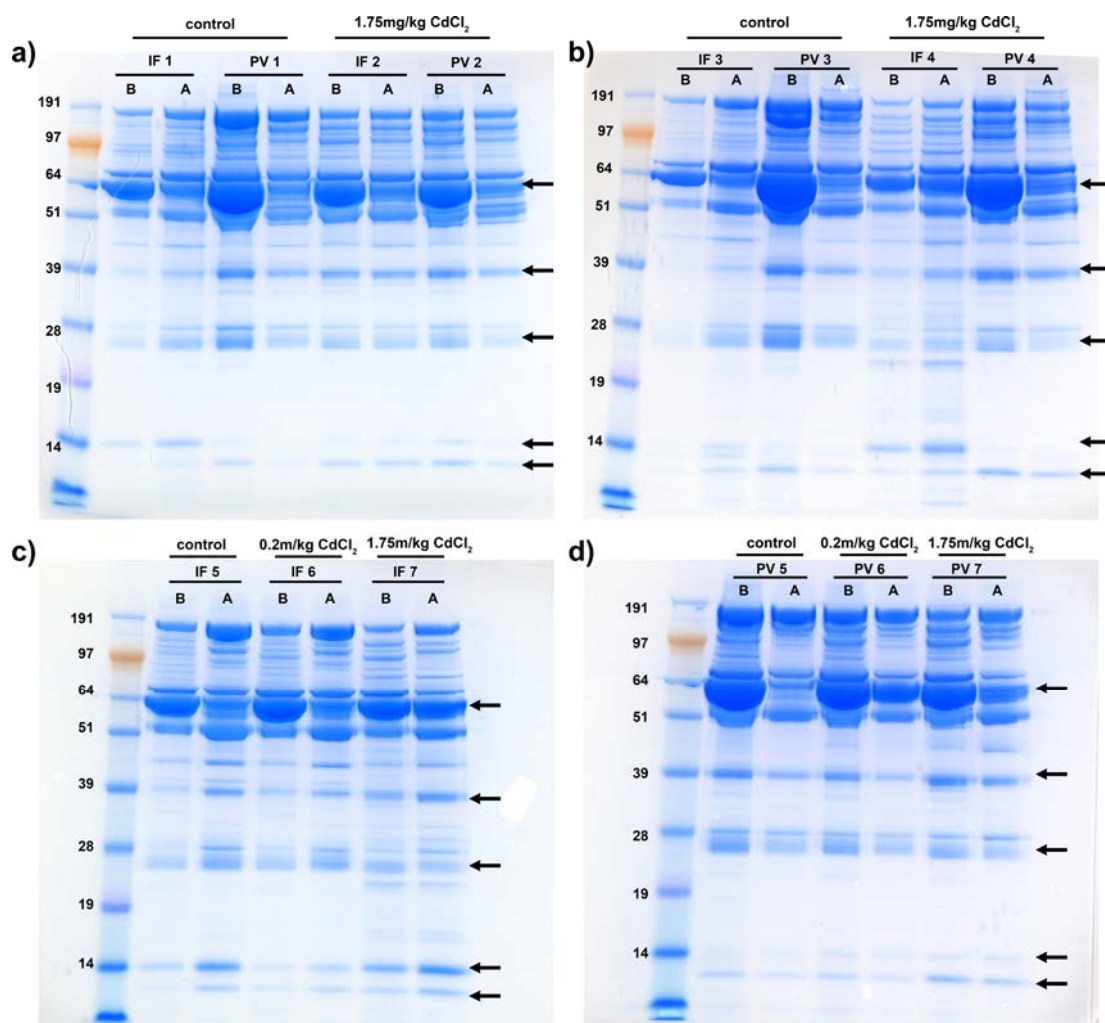 a)
control 1.75mg/kg CdCl₂
IF 1 PV 1 IF 2 PV 2
B A B A B A B A
191
97
64
51
39
28
19
14
b)
control 1.75mg/kg CdCl₂
IF 3 PV 3 IF 4 PV 4
B A B A B A B A
191
97
64
51
39
28
19
14
c)
control 0.2m/kg CdCl₂ 1.75m/kg CdCl₂
IF 5 IF 6 IF 7
B A B A B A
191
97
64
51
39
28
19
14
d)
control 0.2m/kg CdCl₂ 1.75m/kg CdCl₂
PV 5 PV 6 PV 7
B A B A B A
191
97
64
51
39
28
19
14